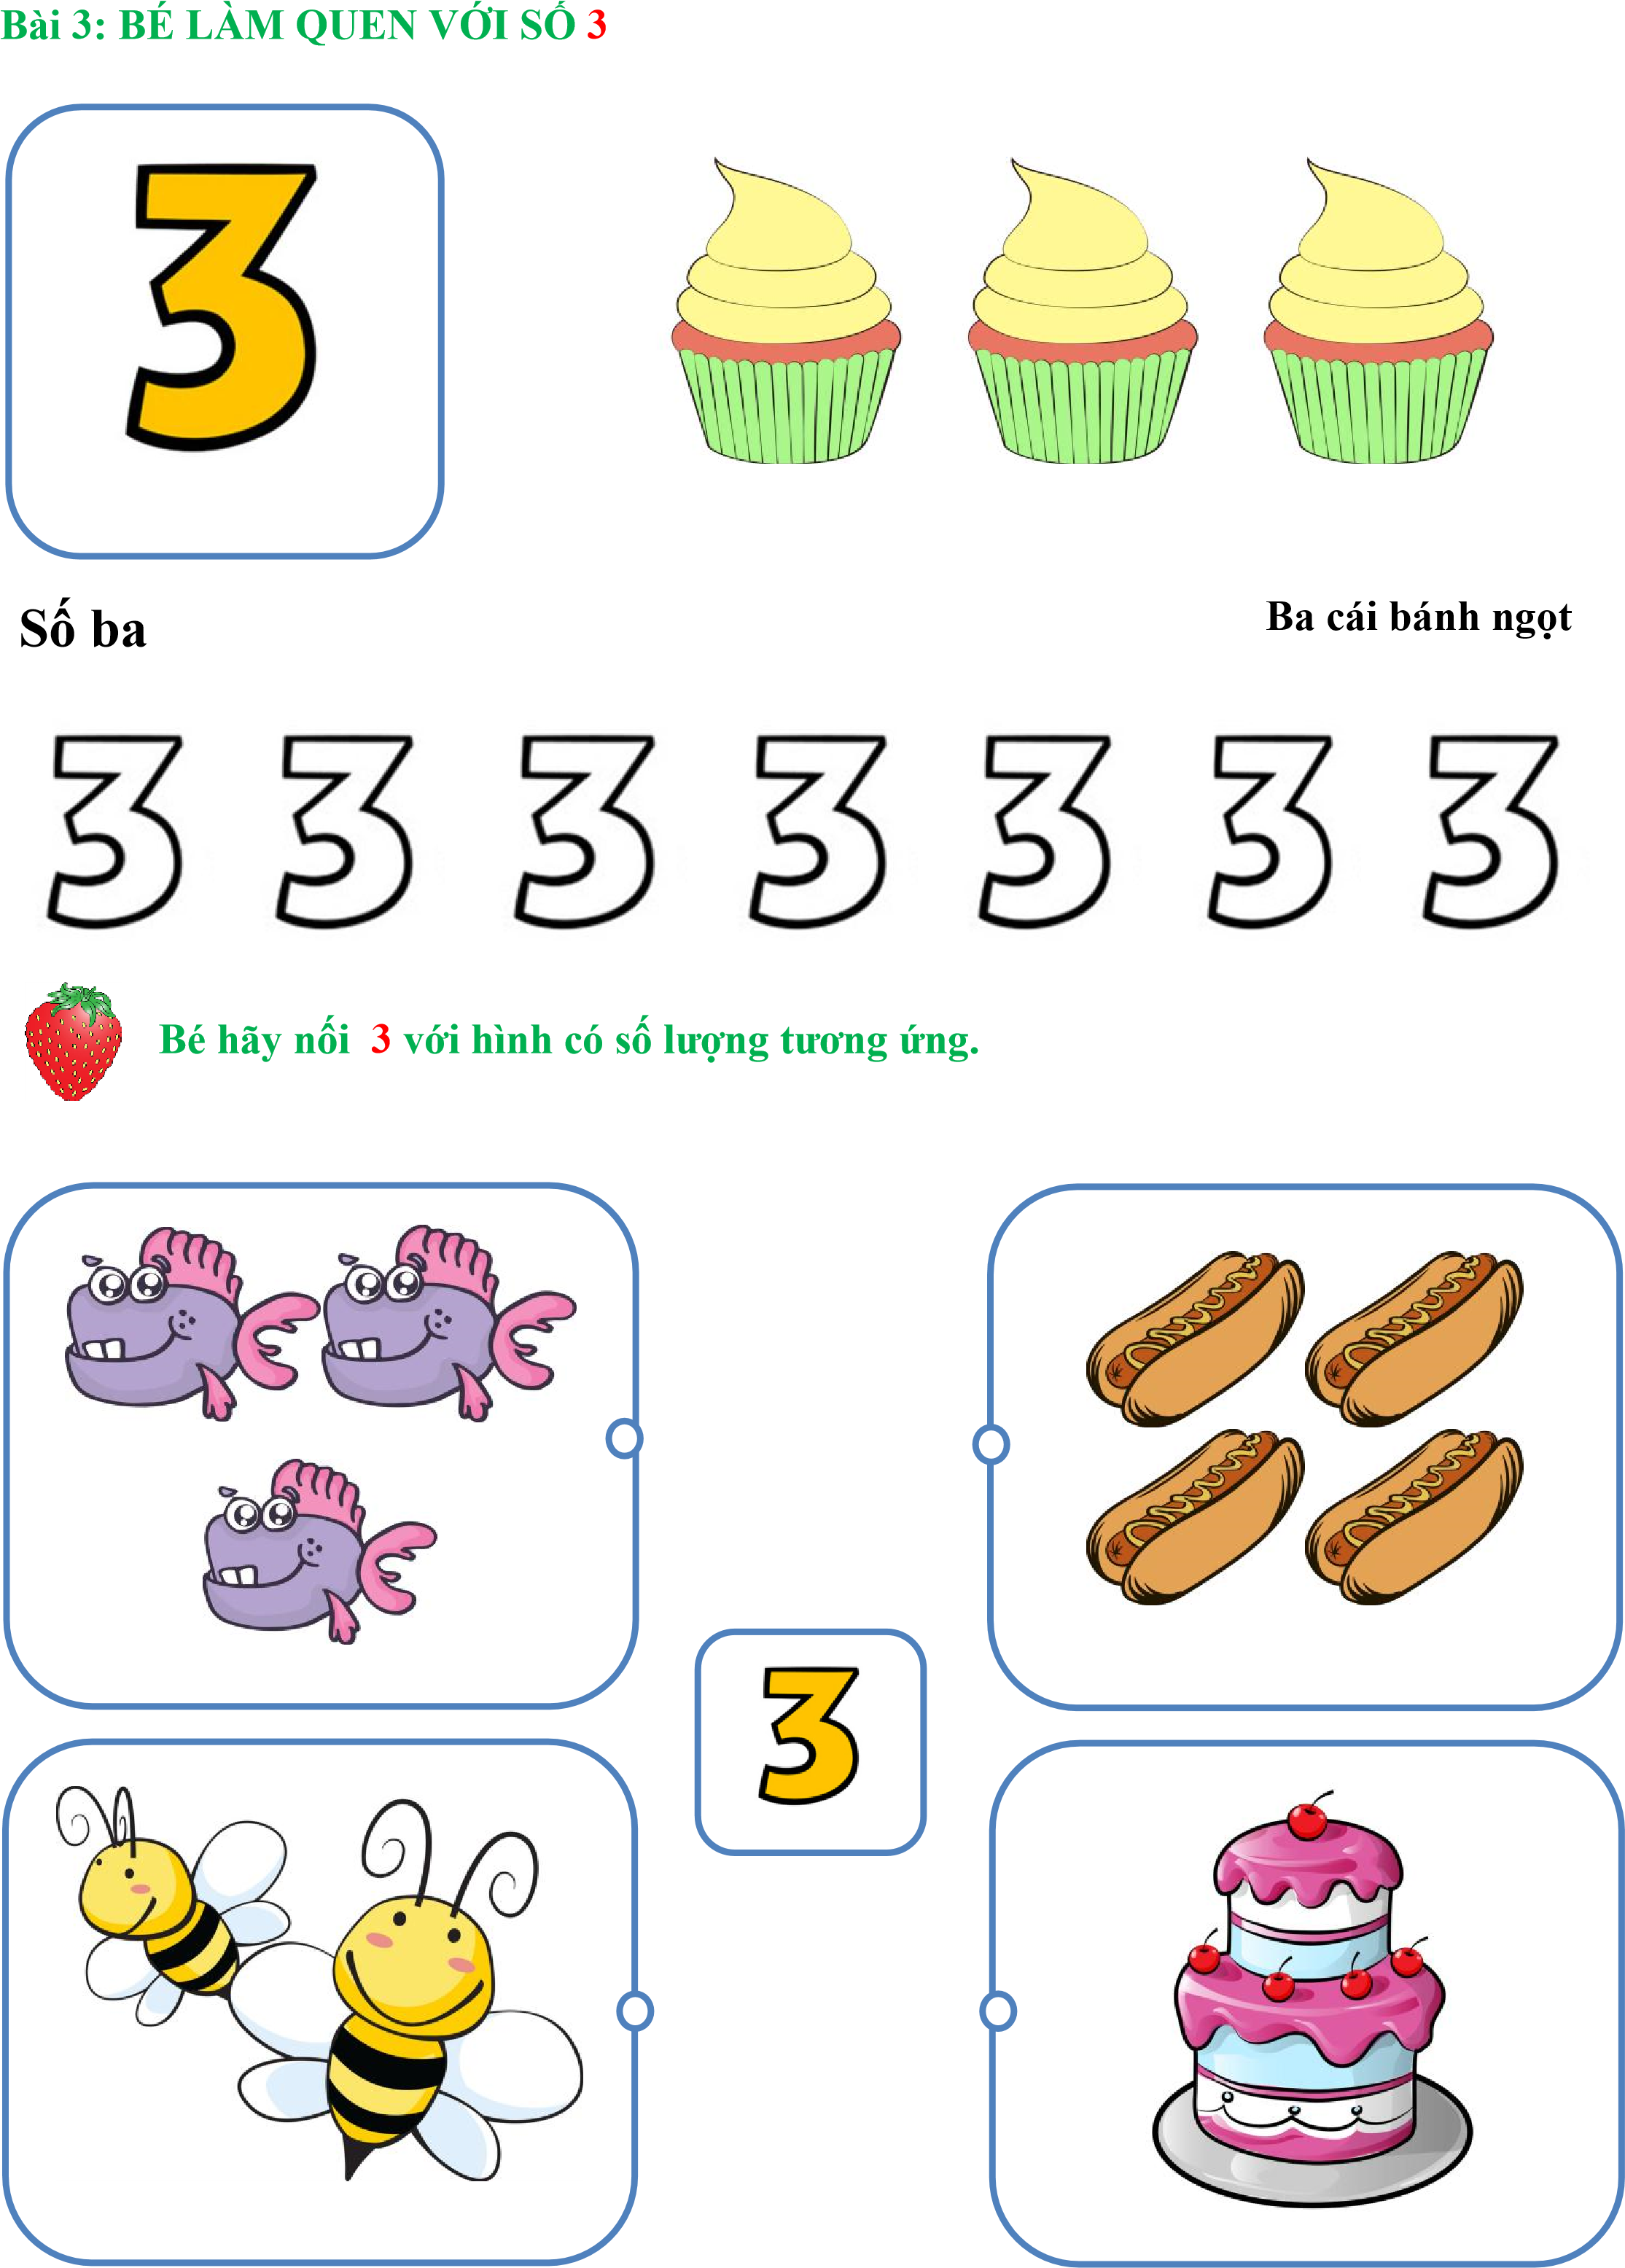 Bài 3: BÉ LÀM QUEN VỚI SỐ 3
3
Số ba
Ba cái bánh ngọt
3 3 3 3 3 3 3
Bé hãy nối 3 với hình có số lượng tương ứng.
3